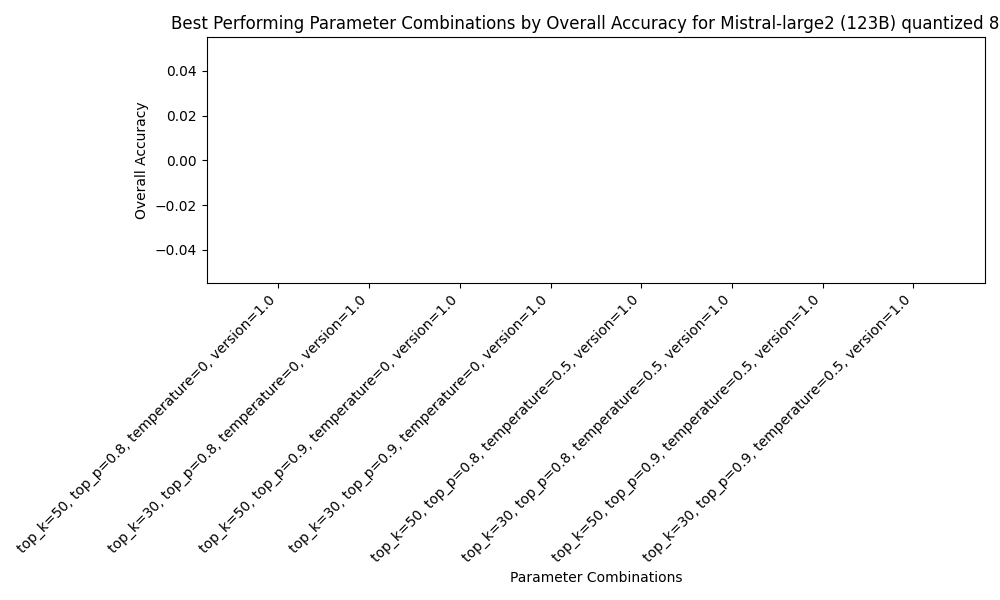 Best Performing Parameter Combinations by Overall Accuracy for Mistral-large2 (123B) quantized 8
Overall Accuracy
0.04
0.02
0.00
−0.02
−0.04
top_k=50, top_p=0.8, temperature=0, version=1.0
top_k=30, top_p=0.8, temperature=0, version=1.0
top_k=50, top_p=0.9, temperature=0, version=1.0
top_k=30, top_p=0.9, temperature=0, version=1.0
top_k=50, top_p=0.8, temperature=0.5, version=1.0
top_k=30, top_p=0.8, temperature=0.5, version=1.0
top_k=50, top_p=0.9, temperature=0.5, version=1.0
top_k=30, top_p=0.9, temperature=0.5, version=1.0
Parameter Combinations